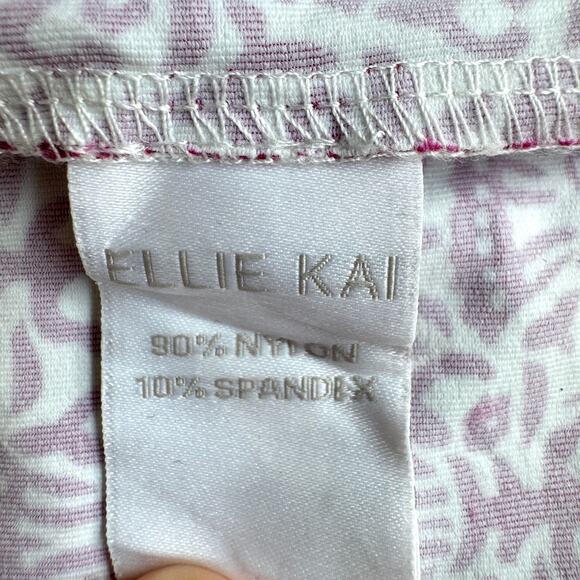 ELLIE KAI
90% NYLON
10% SPANDEX